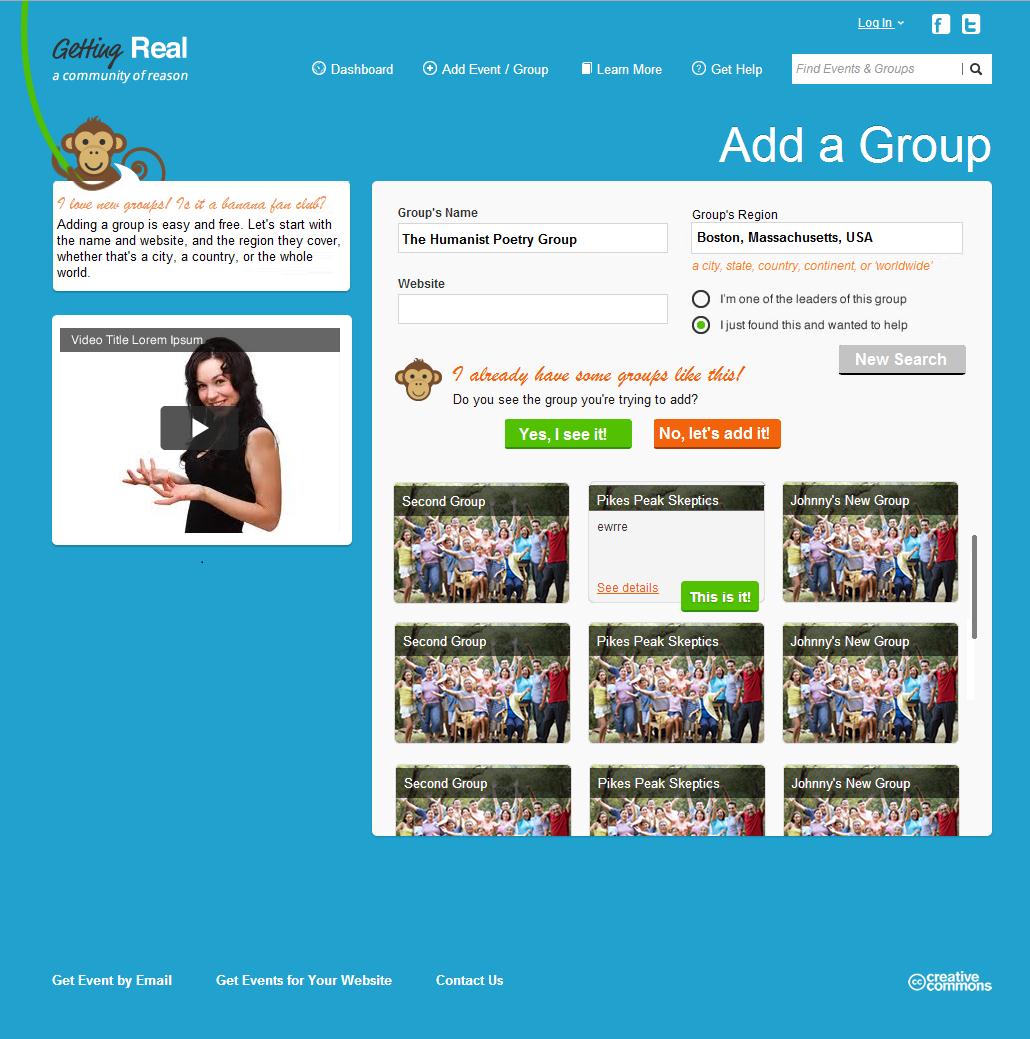 Log In
f t
Getting Real
a community of reason
Dashboard
Add Event / Group
Learn More
? Get Help
Find Events & Groups
Add a Group
I love new groups! Is it a banana fan club?
Adding a group is easy and free. Let's start with
the name and website, and the region they cover,
whether that's a city, a country, or the whole
world.
Video Title Lorem Ipsum
Group's Name
The Humanist Poetry Group
Website
Group's Region
Boston, Massachusetts, USA
a city, state, country, continent, or 'worldwide'
I'm one of the leaders of this group
I just found this and wanted to help
New Search
I already have some groups like this!
Do you see the group you're trying to add?
Yes, I see it!
No, let's add it!
Second Group
Pikes Peak Skeptics
ewrre
See details
This is it!
Johnny's New Group
Second Group
Pikes Peak Skeptics
Johnny's New Group
Second Group
Pikes Peak Skeptics
Johnny's New Group
Get Event by Email
Get Events for Your Website
Contact Us
cc creative
commons